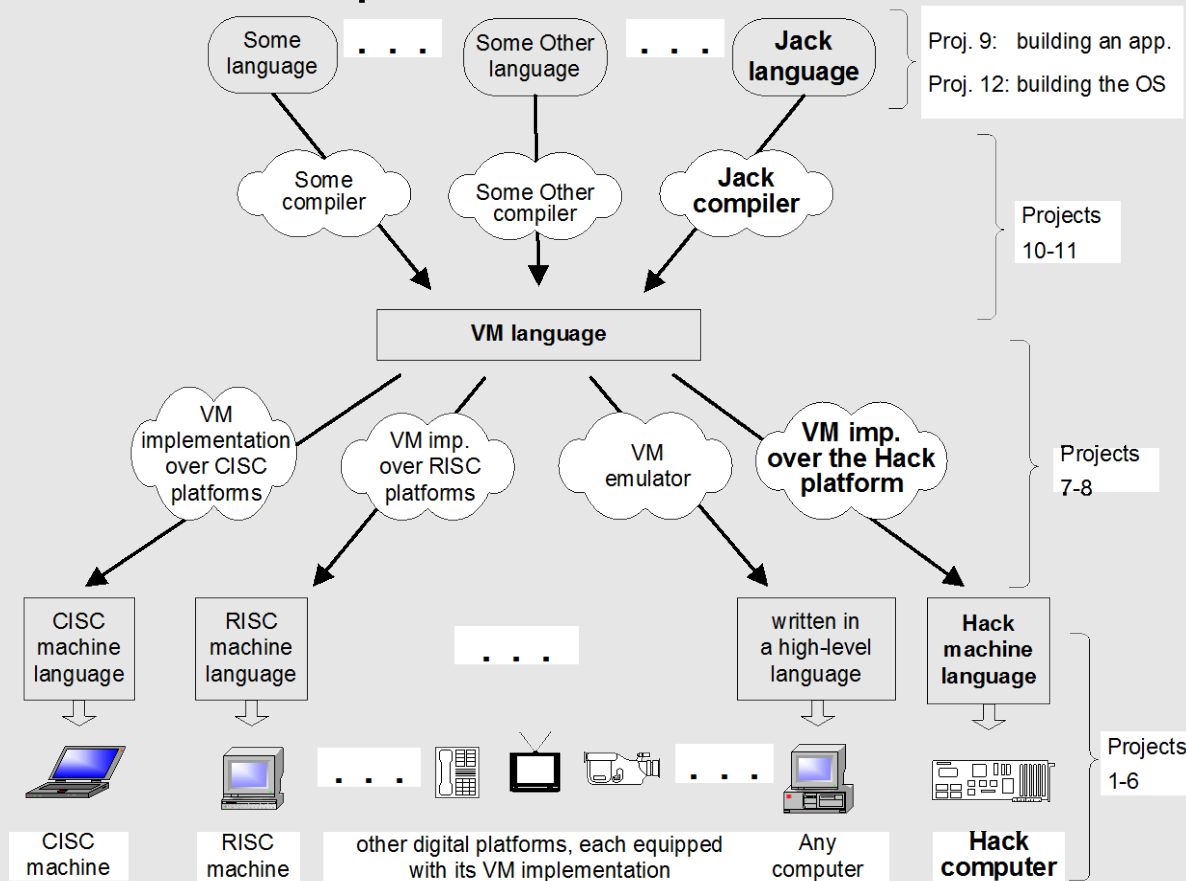 Some
language
. . .
Some Other
language
. . .
Jack
language
Proj. 9: building an app.
Proj. 12: building the OS
Some
compiler
Some Other
compiler
Jack
compiler
Projects
10-11
VM language
VM
implementation
over CISC
platforms
VM imp.
over RISC
platforms
VM
emulator
VM imp.
over the Hack
platform
Projects
7-8
CISC
machine
language
RISC
machine
language
. . .
written in
a high-level
language
Hack
machine
language
. . .
. . .
Projects
1-6
CISC
machine
RISC
machine
other digital platforms, each equipped
with its VM implementation
Any
computer
Hack
computer